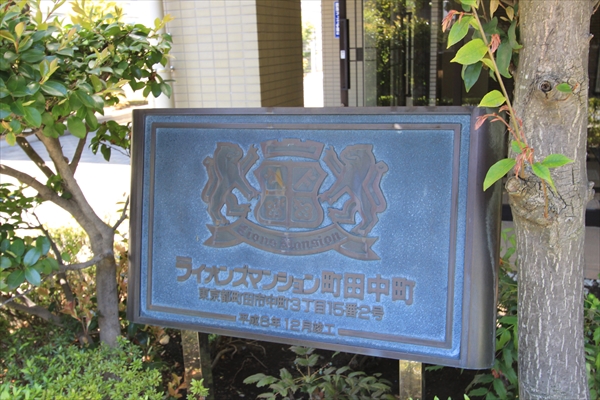 Lions Mansion
ライオンズマンション町田中町
東京都町田市中町3丁目15番2号
平成6年12月竣工